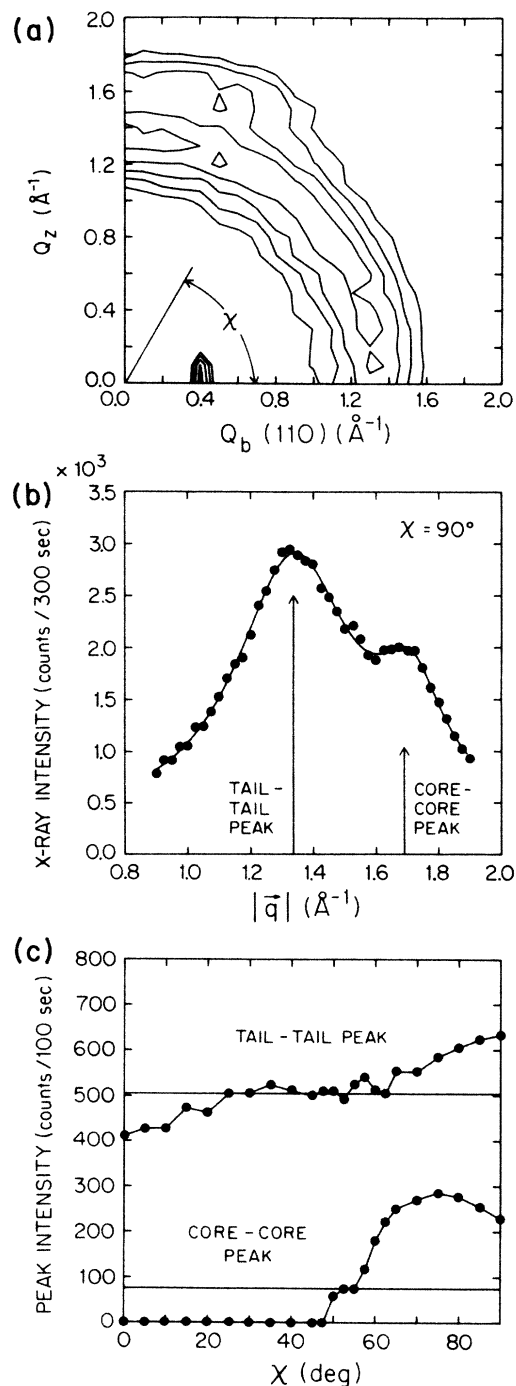 (a)
2.0
1.6
1.2
0.8
0.4
0.0
Q_z (Å⁻¹)
χ
0.0 0.4 0.8 1.2 1.6 2.0
Q_b (110) (Å⁻¹)
(b)
× 10³
3.5
3.0
2.5
2.0
1.5
1.0
0.5
0.0
X-RAY INTENSITY (counts / 300 sec)
χ = 90°
TAIL –
TAIL
PEAK
CORE –
CORE
PEAK
0.8 1.0 1.2 1.4 1.6 1.8 2.0
|q⃗| (Å⁻¹)
(c)
800
700
600
500
400
300
200
100
0
PEAK INTENSITY (counts/100 sec)
TAIL – TAIL PEAK
CORE – CORE
PEAK
0 20 40 60 80
χ (deg)